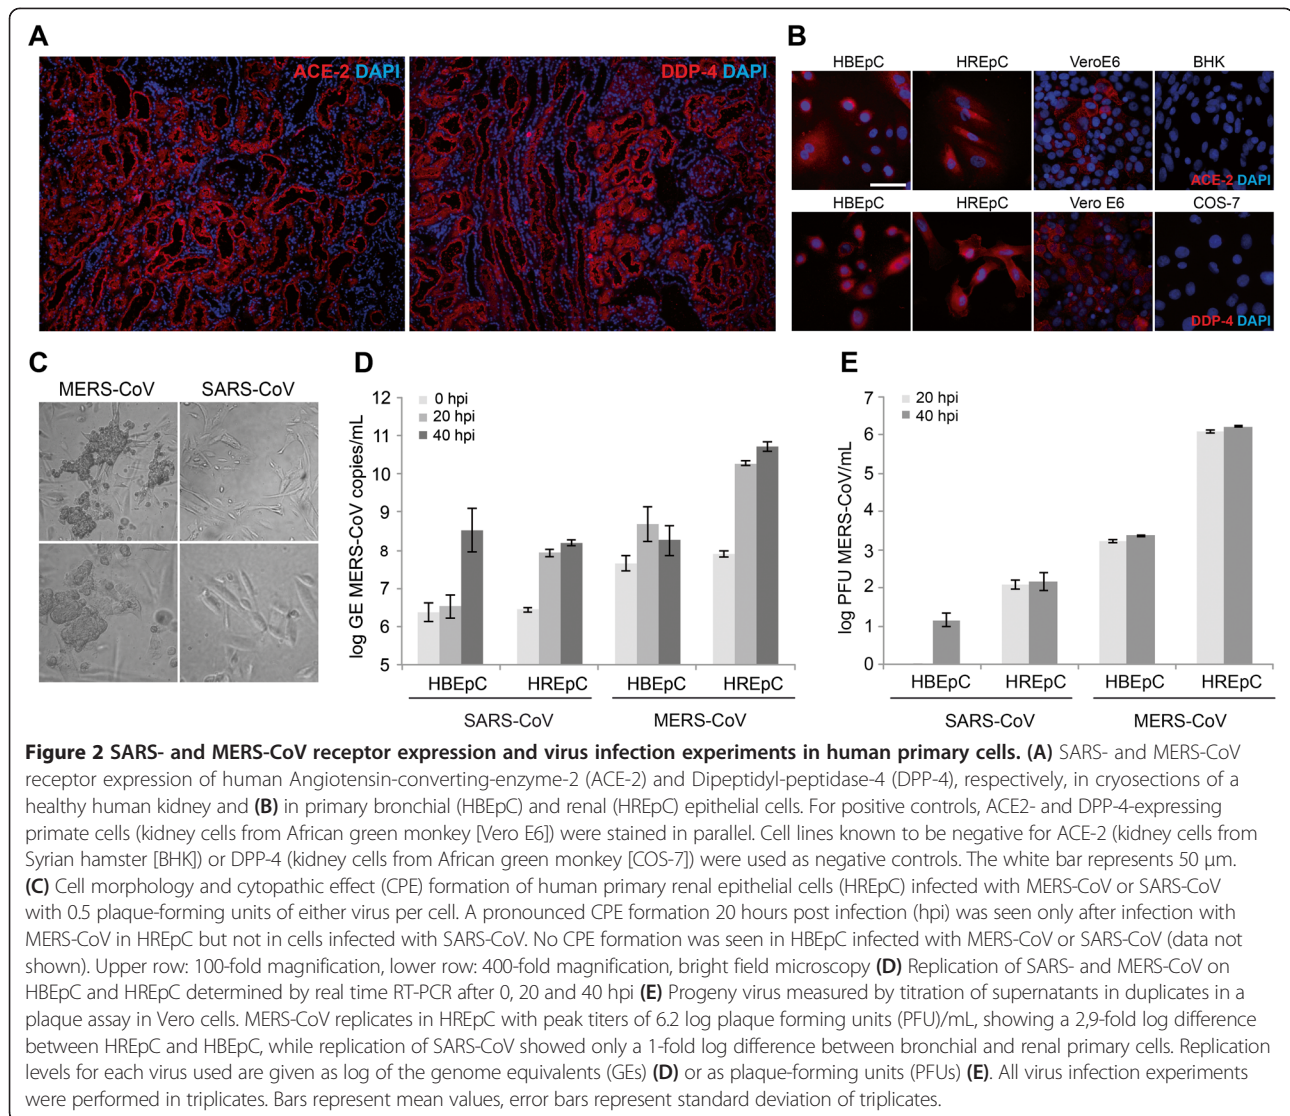 A
ACE-2 DAPI
DDP-4 DAPI
B
HBEpC HREpC VeroE6 BHK
ACE-2 DAPI
HBEpC HREpC Vero E6 COS-7
DDP-4 DAPI
C
MERS-CoV SARS-CoV
D
log GE MERS-CoV copies/mL
12
11
10
9
8
7
6
5
0 hpi
20 hpi
40 hpi
HBEpC HREpC HBEpC HREpC
SARS-CoV MERS-CoV
E
log PFU MERS-CoV/mL
7
6
5
4
3
2
1
0
20 hpi
40 hpi
HBEpC HREpC HBEpC HREpC
SARS-CoV MERS-CoV
Figure 2 SARS- and MERS-CoV receptor expression and virus infection experiments in human primary cells. (A) SARS- and MERS-CoV
receptor expression of human Angiotensin-converting-enzyme-2 (ACE-2) and Dipeptidyl-peptidase-4 (DPP-4), respectively, in cryosections of a
healthy human kidney and (B) in primary bronchial (HBEpC) and renal (HREpC) epithelial cells. For positive controls, ACE2- and DPP-4-expressing
primate cells (kidney cells from African green monkey [Vero E6]) were stained in parallel. Cell lines known to be negative for ACE-2 (kidney cells from
Syrian hamster [BHK]) or DPP-4 (kidney cells from African green monkey [COS-7]) were used as negative controls. The white bar represents 50 μm.
(C) Cell morphology and cytopathic effect (CPE) formation of human primary renal epithelial cells (HREpC) infected with MERS-CoV or SARS-CoV
with 0.5 plaque-forming units of either virus per cell. A pronounced CPE formation 20 hours post infection (hpi) was seen only after infection with
MERS-CoV in HREpC but not in cells infected with SARS-CoV. No CPE formation was seen in HBEpC infected with MERS-CoV or SARS-CoV (data not
shown). Upper row: 100-fold magnification, lower row: 400-fold magnification, bright field microscopy (D) Replication of SARS- and MERS-CoV on
HBEpC and HREpC determined by real time RT-PCR after 0, 20 and 40 hpi (E) Progeny virus measured by titration of supernatants in duplicates in a
plaque assay in Vero cells. MERS-CoV replicates in HREpC with peak titers of 6.2 log plaque forming units (PFU)/mL, showing a 2,9-fold log difference
between HREpC and HBEpC, while replication of SARS-CoV showed only a 1-fold log difference between bronchial and renal primary cells. Replication
levels for each virus used are given as log of the genome equivalents (GEs) (D) or as plaque-forming units (PFUs) (E). All virus infection experiments
were performed in triplicates. Bars represent mean values, error bars represent standard deviation of triplicates.